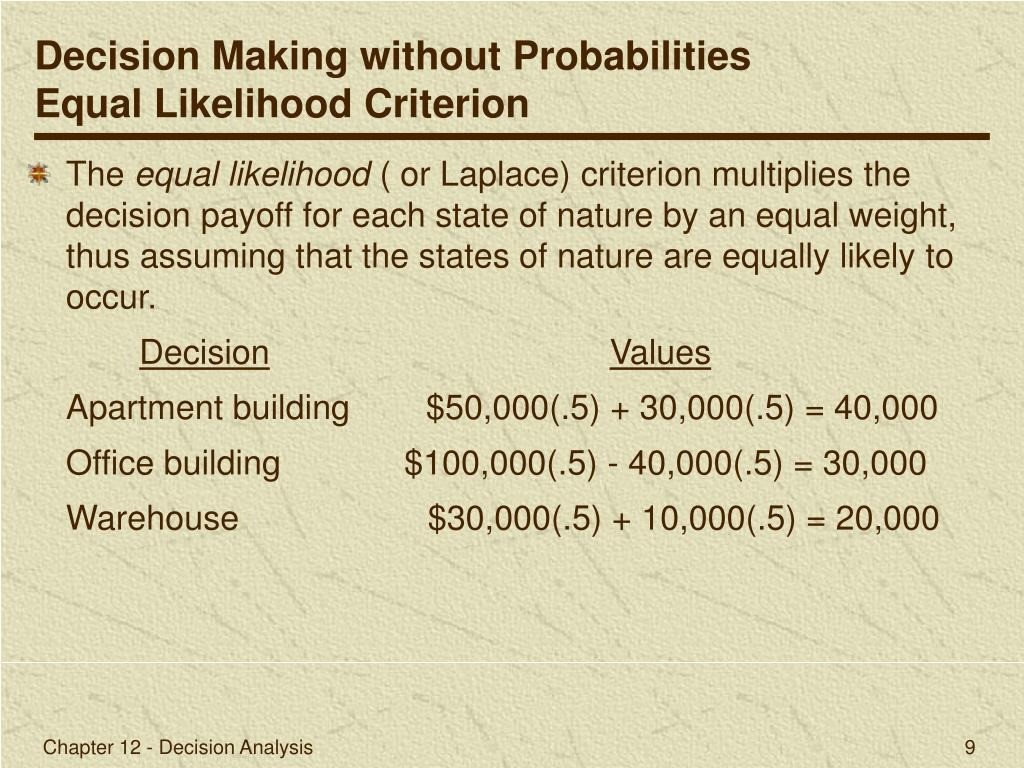 Decision Making without Probabilities
Equal Likelihood Criterion
The equal likelihood ( or Laplace) criterion multiplies the
decision payoff for each state of nature by an equal weight,
thus assuming that the states of nature are equally likely to
occur.
Decision Values
Apartment building $50,000(.5) + 30,000(.5) = 40,000
Office building $100,000(.5) - 40,000(.5) = 30,000
Warehouse $30,000(.5) + 10,000(.5) = 20,000
Chapter 12 - Decision Analysis 9